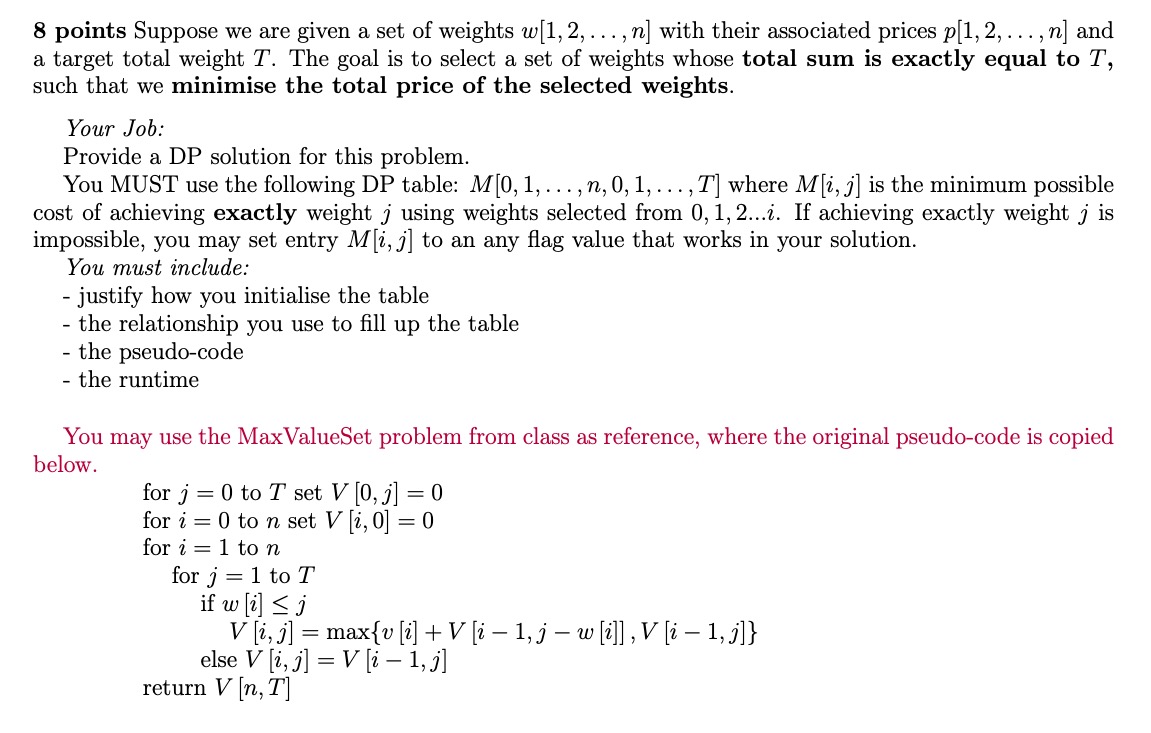 8 points Suppose we are given a set of weights w[1, 2, . . . , n] with their associated prices p[1, 2, . . . , n] and
a target total weight T. The goal is to select a set of weights whose total sum is exactly equal to T,
such that we minimise the total price of the selected weights.
Your Job:
Provide a DP solution for this problem.
You MUST use the following DP table: M[0, 1, . . . , n, 0, 1, . . . , T] where M[i, j] is the minimum possible
cost of achieving exactly weight j using weights selected from 0, 1, 2...i. If achieving exactly weight j is
impossible, you may set entry M[i, j] to an any flag value that works in your solution.
You must include:
- justify how you initialise the table
- the relationship you use to fill up the table
- the pseudo-code
- the runtime
You may use the MaxValueSet problem from class as reference, where the original pseudo-code is copied
below.
for j = 0 to T set V [0, j] = 0
for i = 0 to n set V [i, 0] = 0
for i = 1 to n
for j = 1 to T
if w [i] ≤ j
V [i, j] = max{v [i] + V [i − 1, j − w [i]] , V [i − 1, j]}
else V [i, j] = V [i − 1, j]
return V [n, T]